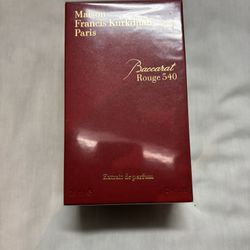 Maison
Francis Kurkdjian
Paris
Baccarat
Rouge 540
Extrait de parfum